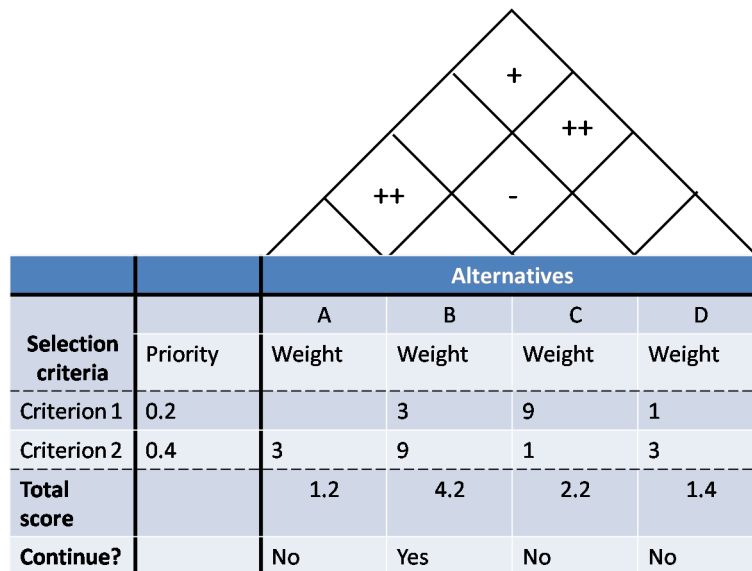 +
++
++ -
Alternatives
A B C D
Selection criteria Priority Weight Weight Weight Weight
Criterion 1 0.2 3 9 1
Criterion 2 0.4 3 9 1 3
Total score 1.2 4.2 2.2 1.4
Continue? No Yes No No